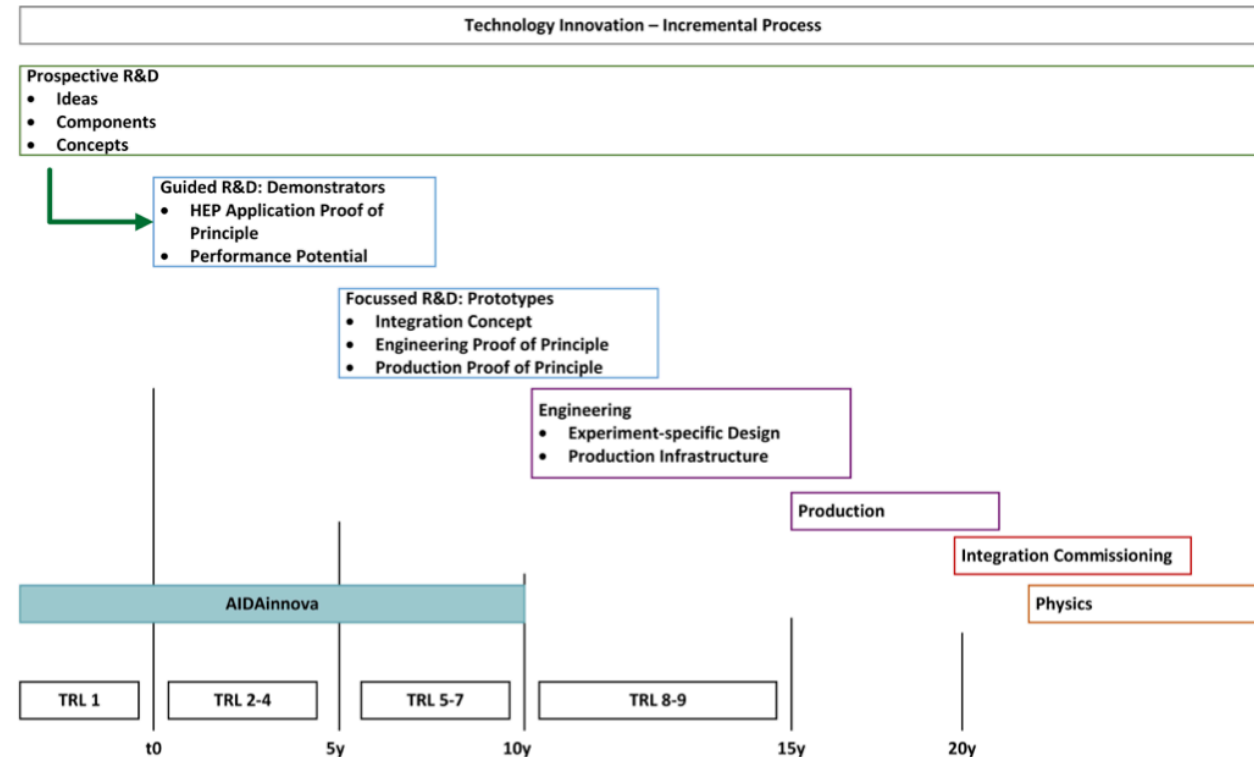 Technology Innovation – Incremental Process
Prospective R&D
• Ideas
• Components
• Concepts
Guided R&D: Demonstrators
• HEP Application Proof of
Principle
• Performance Potential
Focussed R&D: Prototypes
• Integration Concept
• Engineering Proof of Principle
• Production Proof of Principle
Engineering
• Experiment-specific Design
• Production Infrastructure
Production
Integration Commissioning
AIDAinnova
Physics
TRL 1
TRL 2-4
TRL 5-7
TRL 8-9
t0
5y
10y
15y
20y